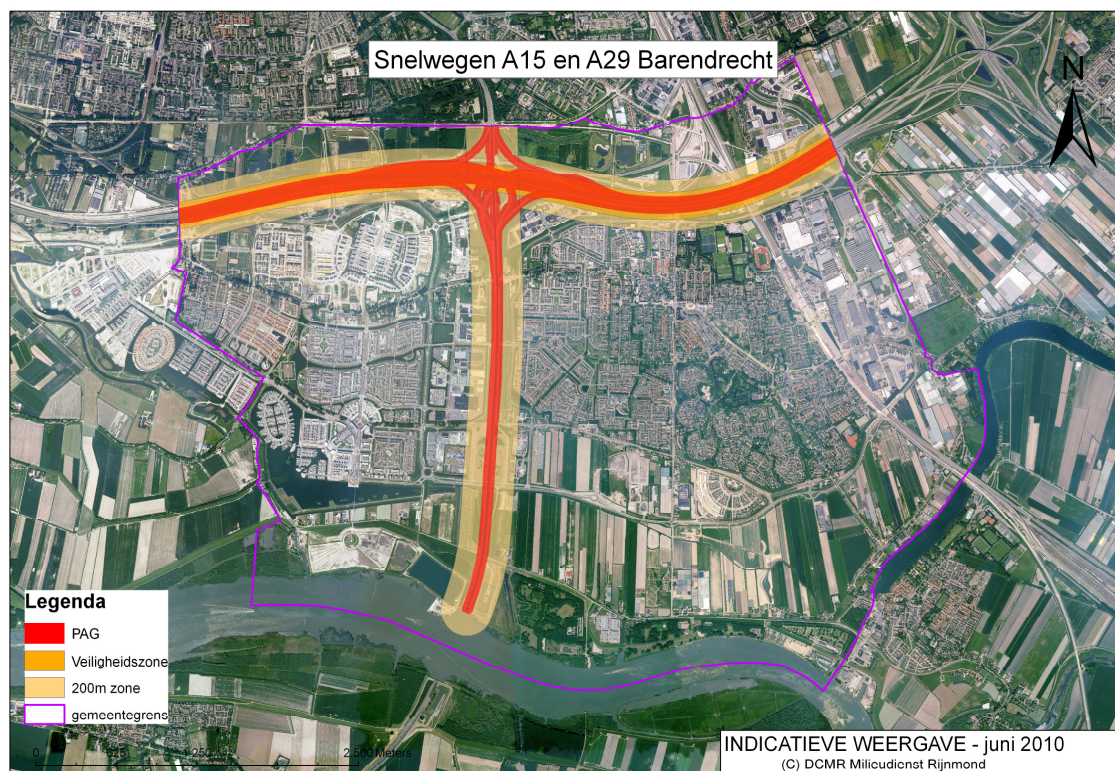 Snelwegen A15 en A29 Barendrecht
N
Legenda
PAG
Veiligheidszone
200m zone
gemeentegrens
0 625 1.250 2.500 Meters
INDICATIEVE WEERGAVE - juni 2010
(C) DCMR Milieudienst Rijnmond